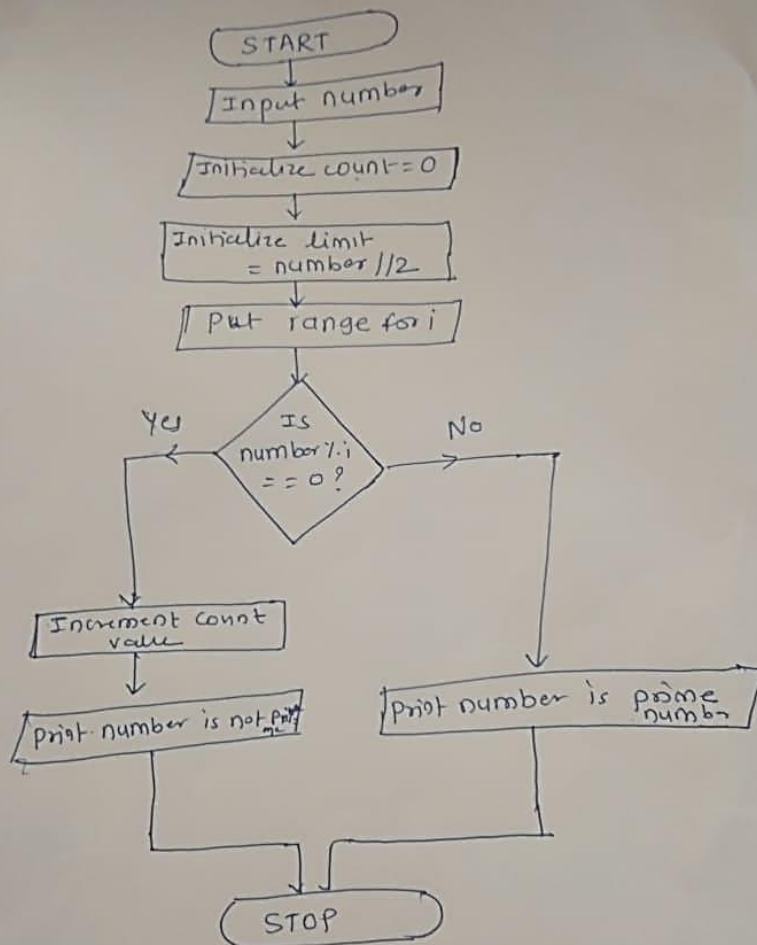 START
Input number
Initialize count=0
Initialize limit
= number//2
Put range for i
Is
number%i
==0?
Yes
No
Increment count
value
Print number is not prime
Print number is prime
number
STOP